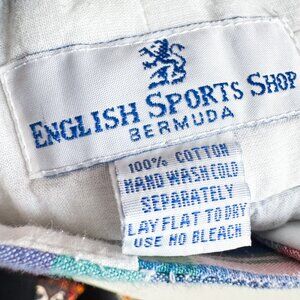 ENGLISH SPORTS SHOP
BERMUDA
100% COTTON
HAND WASH COLD
SEPARATELY
LAY FLAT TO DRY
USE NO BLEACH